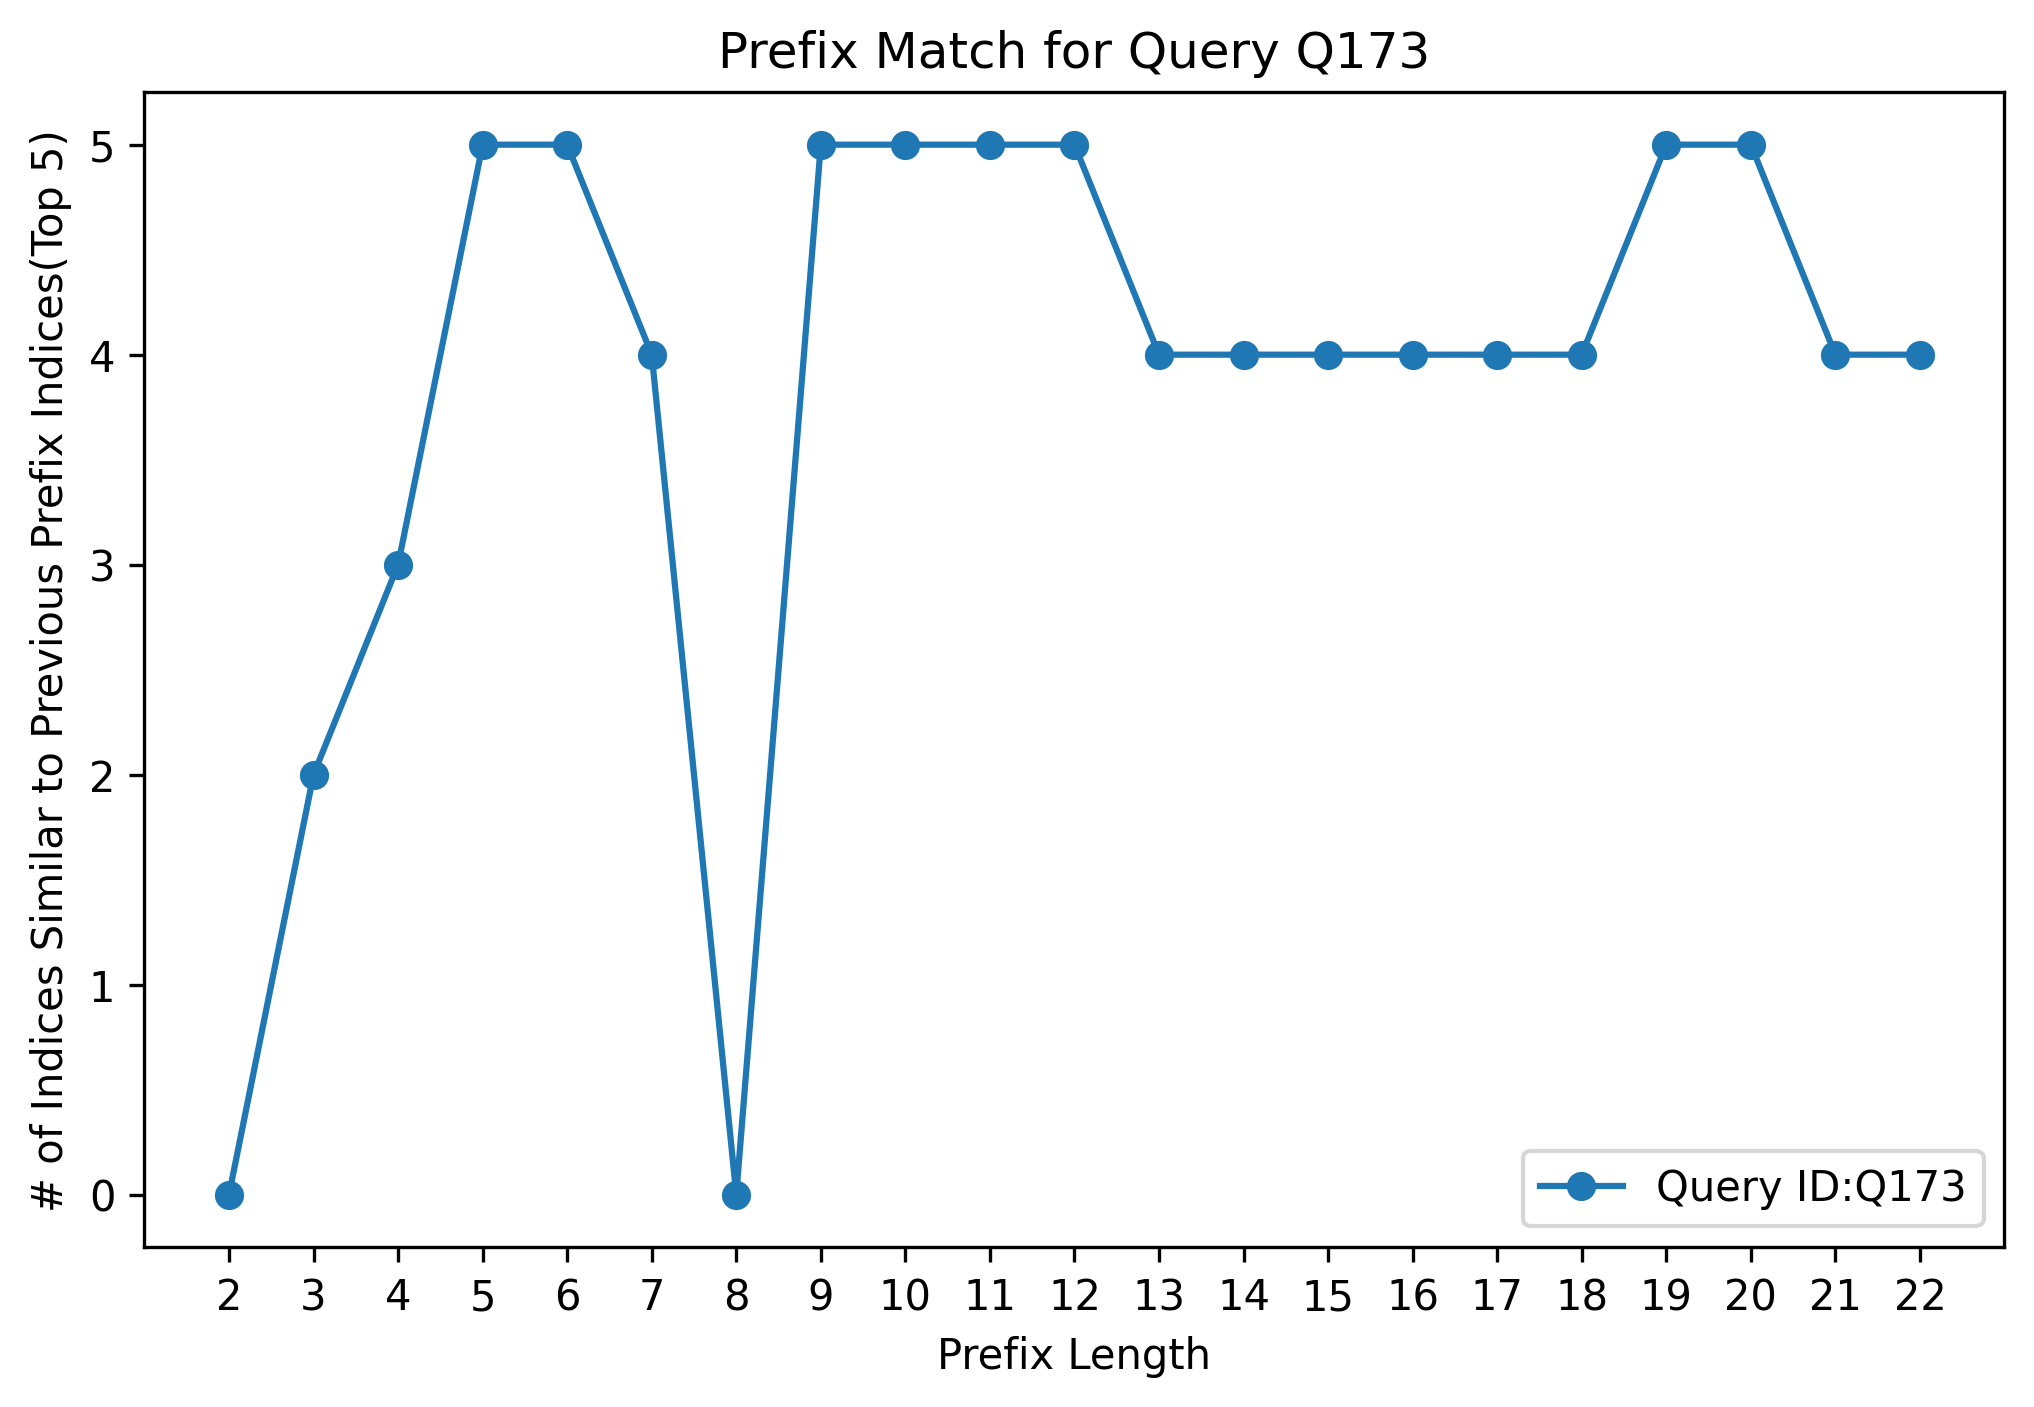 Prefix Match for Query Q173
# of Indices Similar to Previous Prefix Indices(Top 5)
5
4
3
2
1
0
Query ID:Q173
2 3 4 5 6 7 8 9 10 11 12 13 14 15 16 17 18 19 20 21 22
Prefix Length